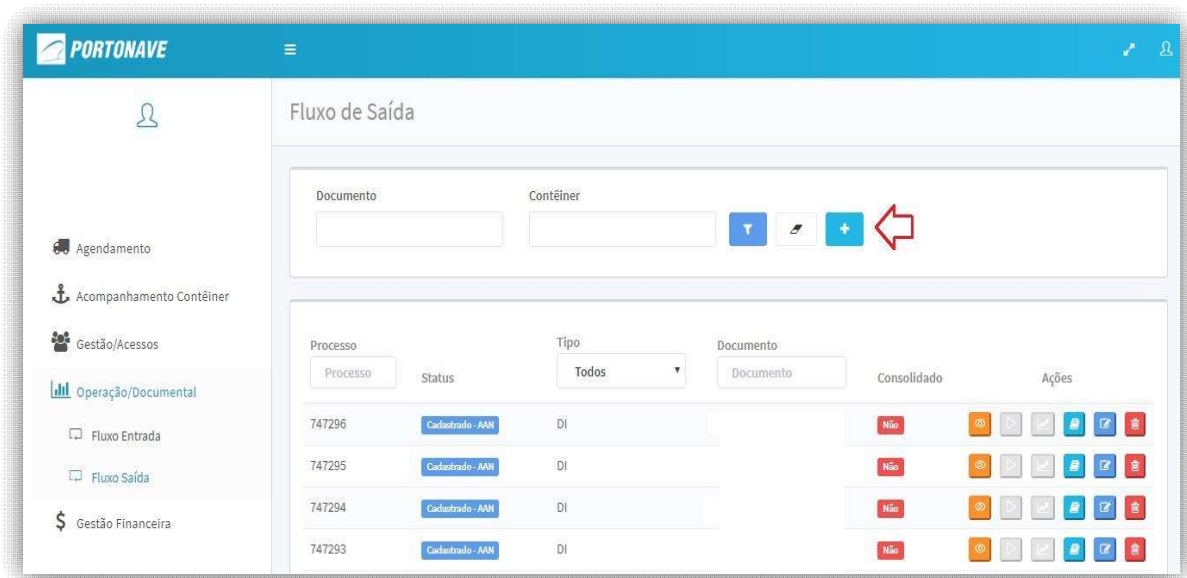 PORTONAVE
Fluxo de Saída
Documento Contêiner
Agendamento
Acompanhamento Contêiner
Gestão/Acessos
Operação/Documental
Fluxo Entrada
Fluxo Saída
Gestão Financeira
Processo Tipo Documento
Processo Status Todos Documento Consolidado Ações
747296 Cadastrado - AAN DI Não
747295 Cadastrado - AAN DI Não
747294 Cadastrado - AAN DI Não
747293 Cadastrado - AAN DI Não